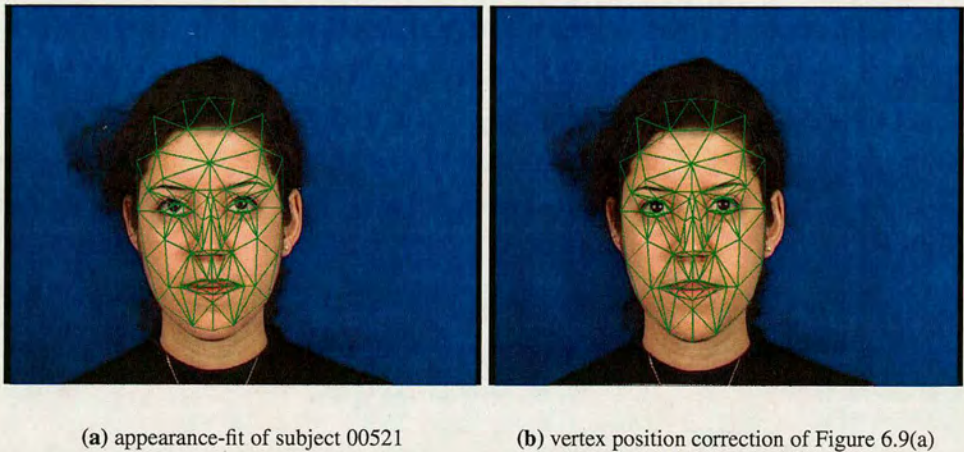 (a) appearance-fit of subject 00521
(b) vertex position correction of Figure 6.9(a)